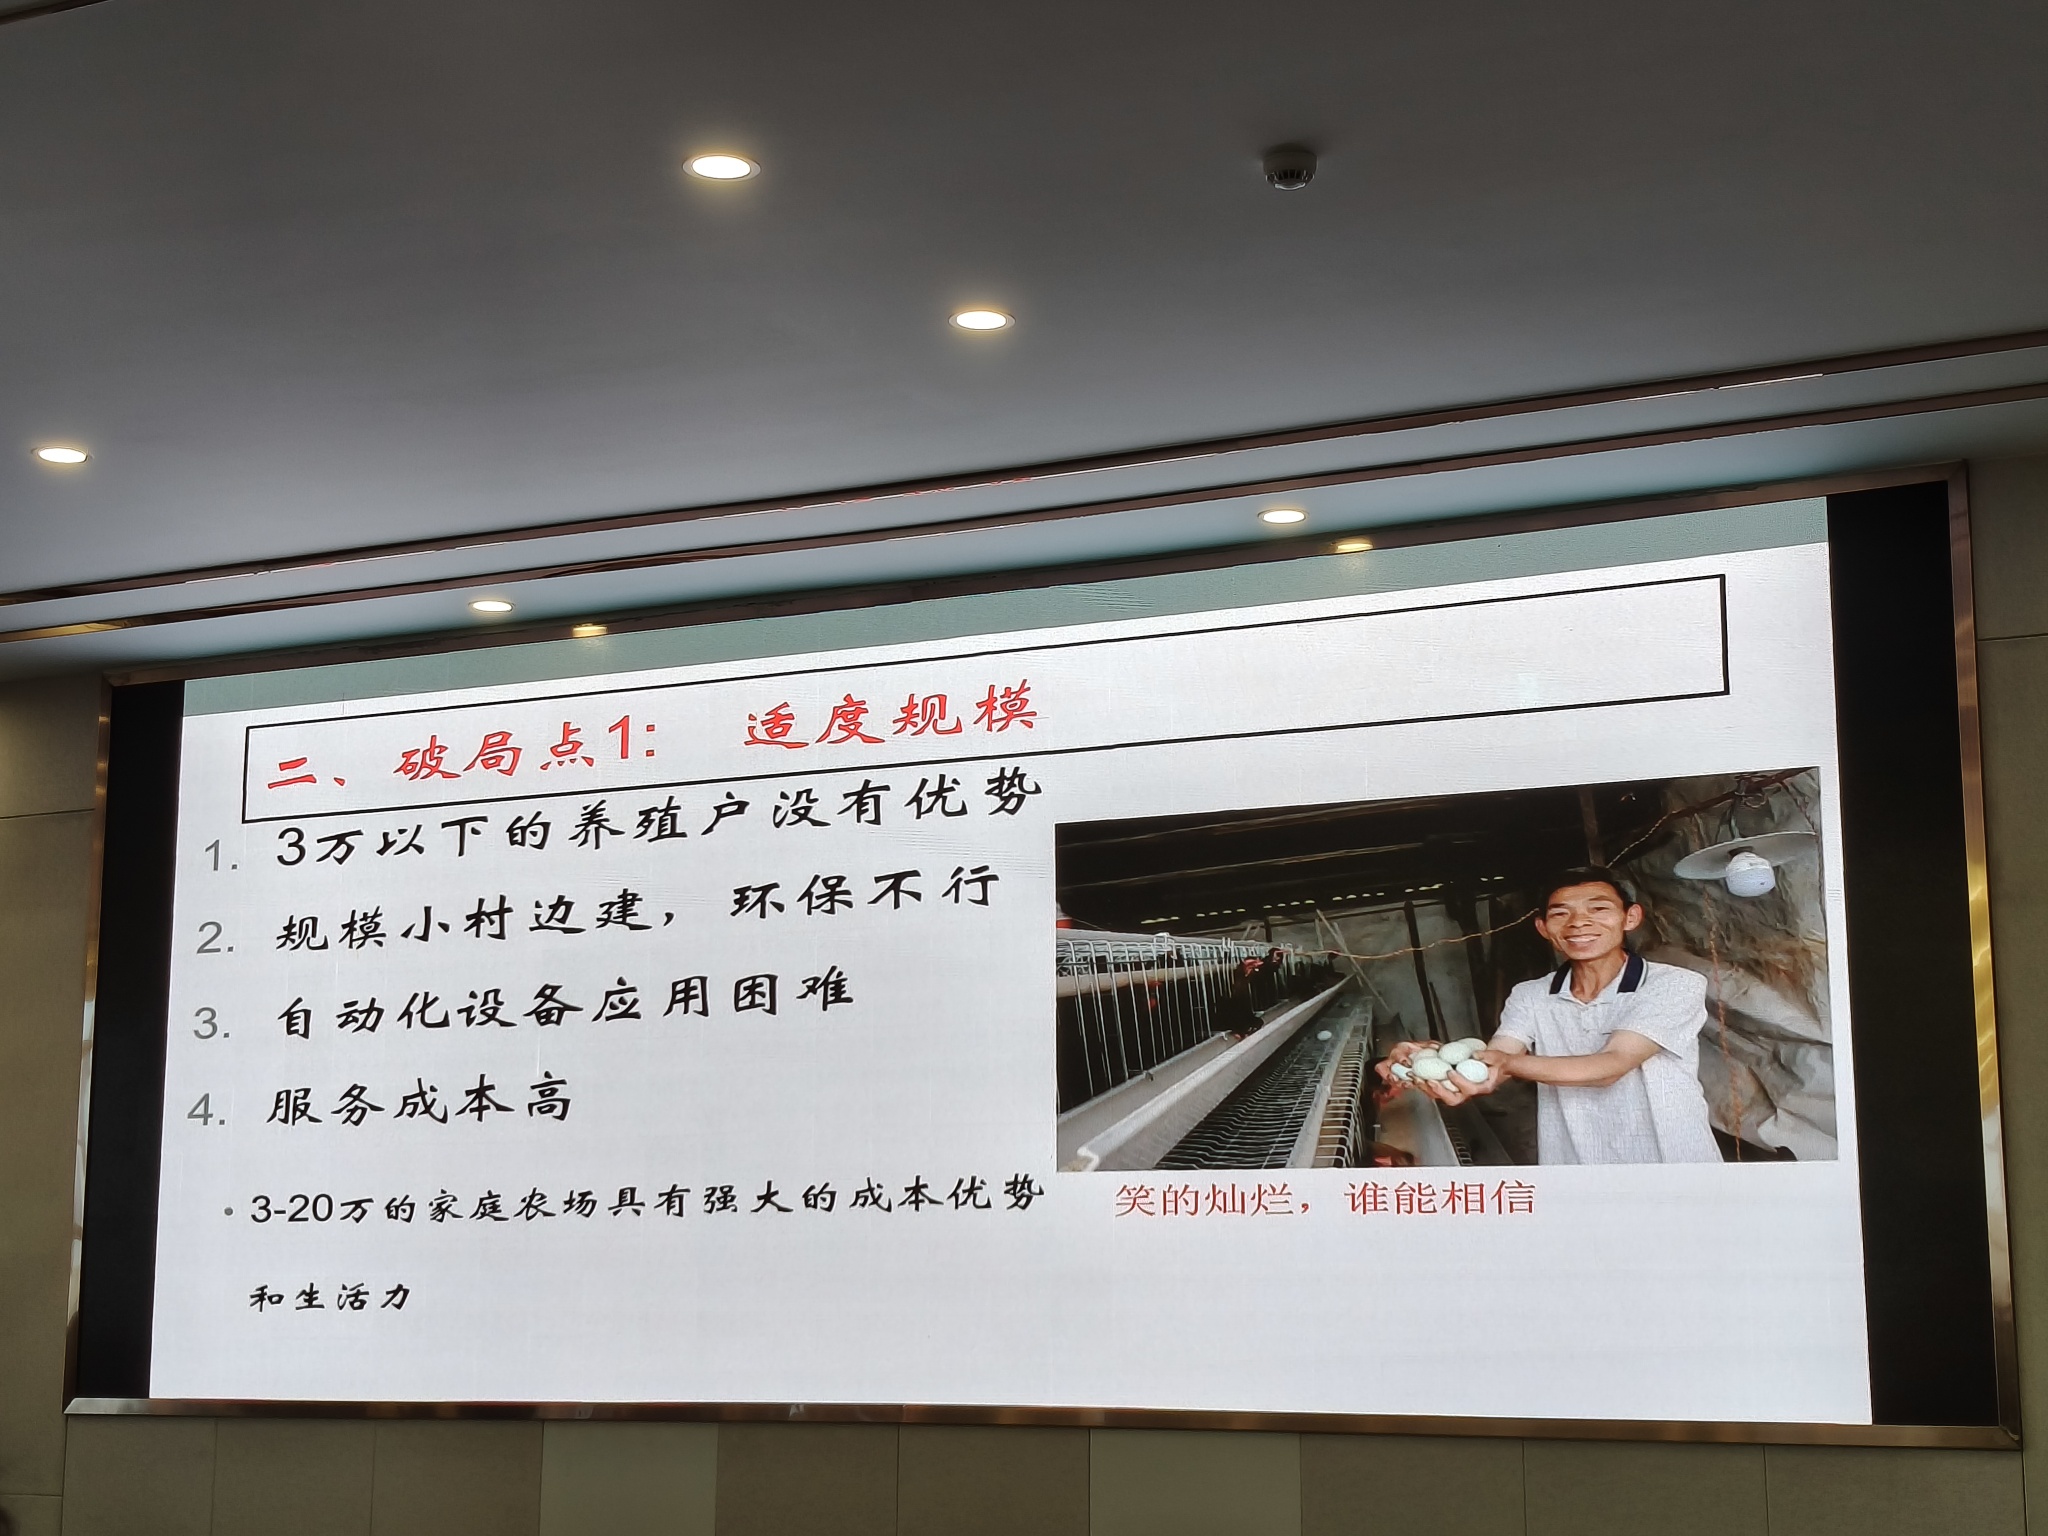 二、破局点1: 适度规模
1. 3万以下的养殖户没有优势
2. 规模小村边建，环保不行
3. 自动化设备应用困难
4. 服务成本高
• 3-20万的家庭农场具有强大的成本优势
和生活力
笑的灿烂，谁能相信